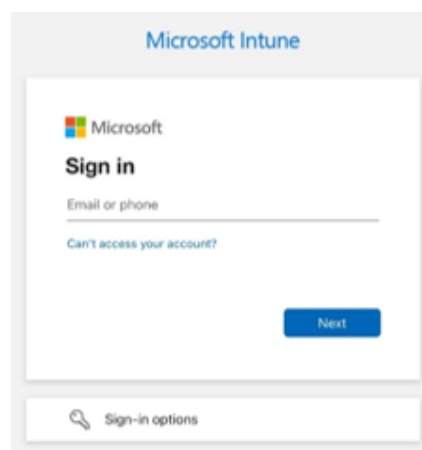 Microsoft Intune
Microsoft
Sign in
Email or phone
Can't access your account?
Next
Sign-in options